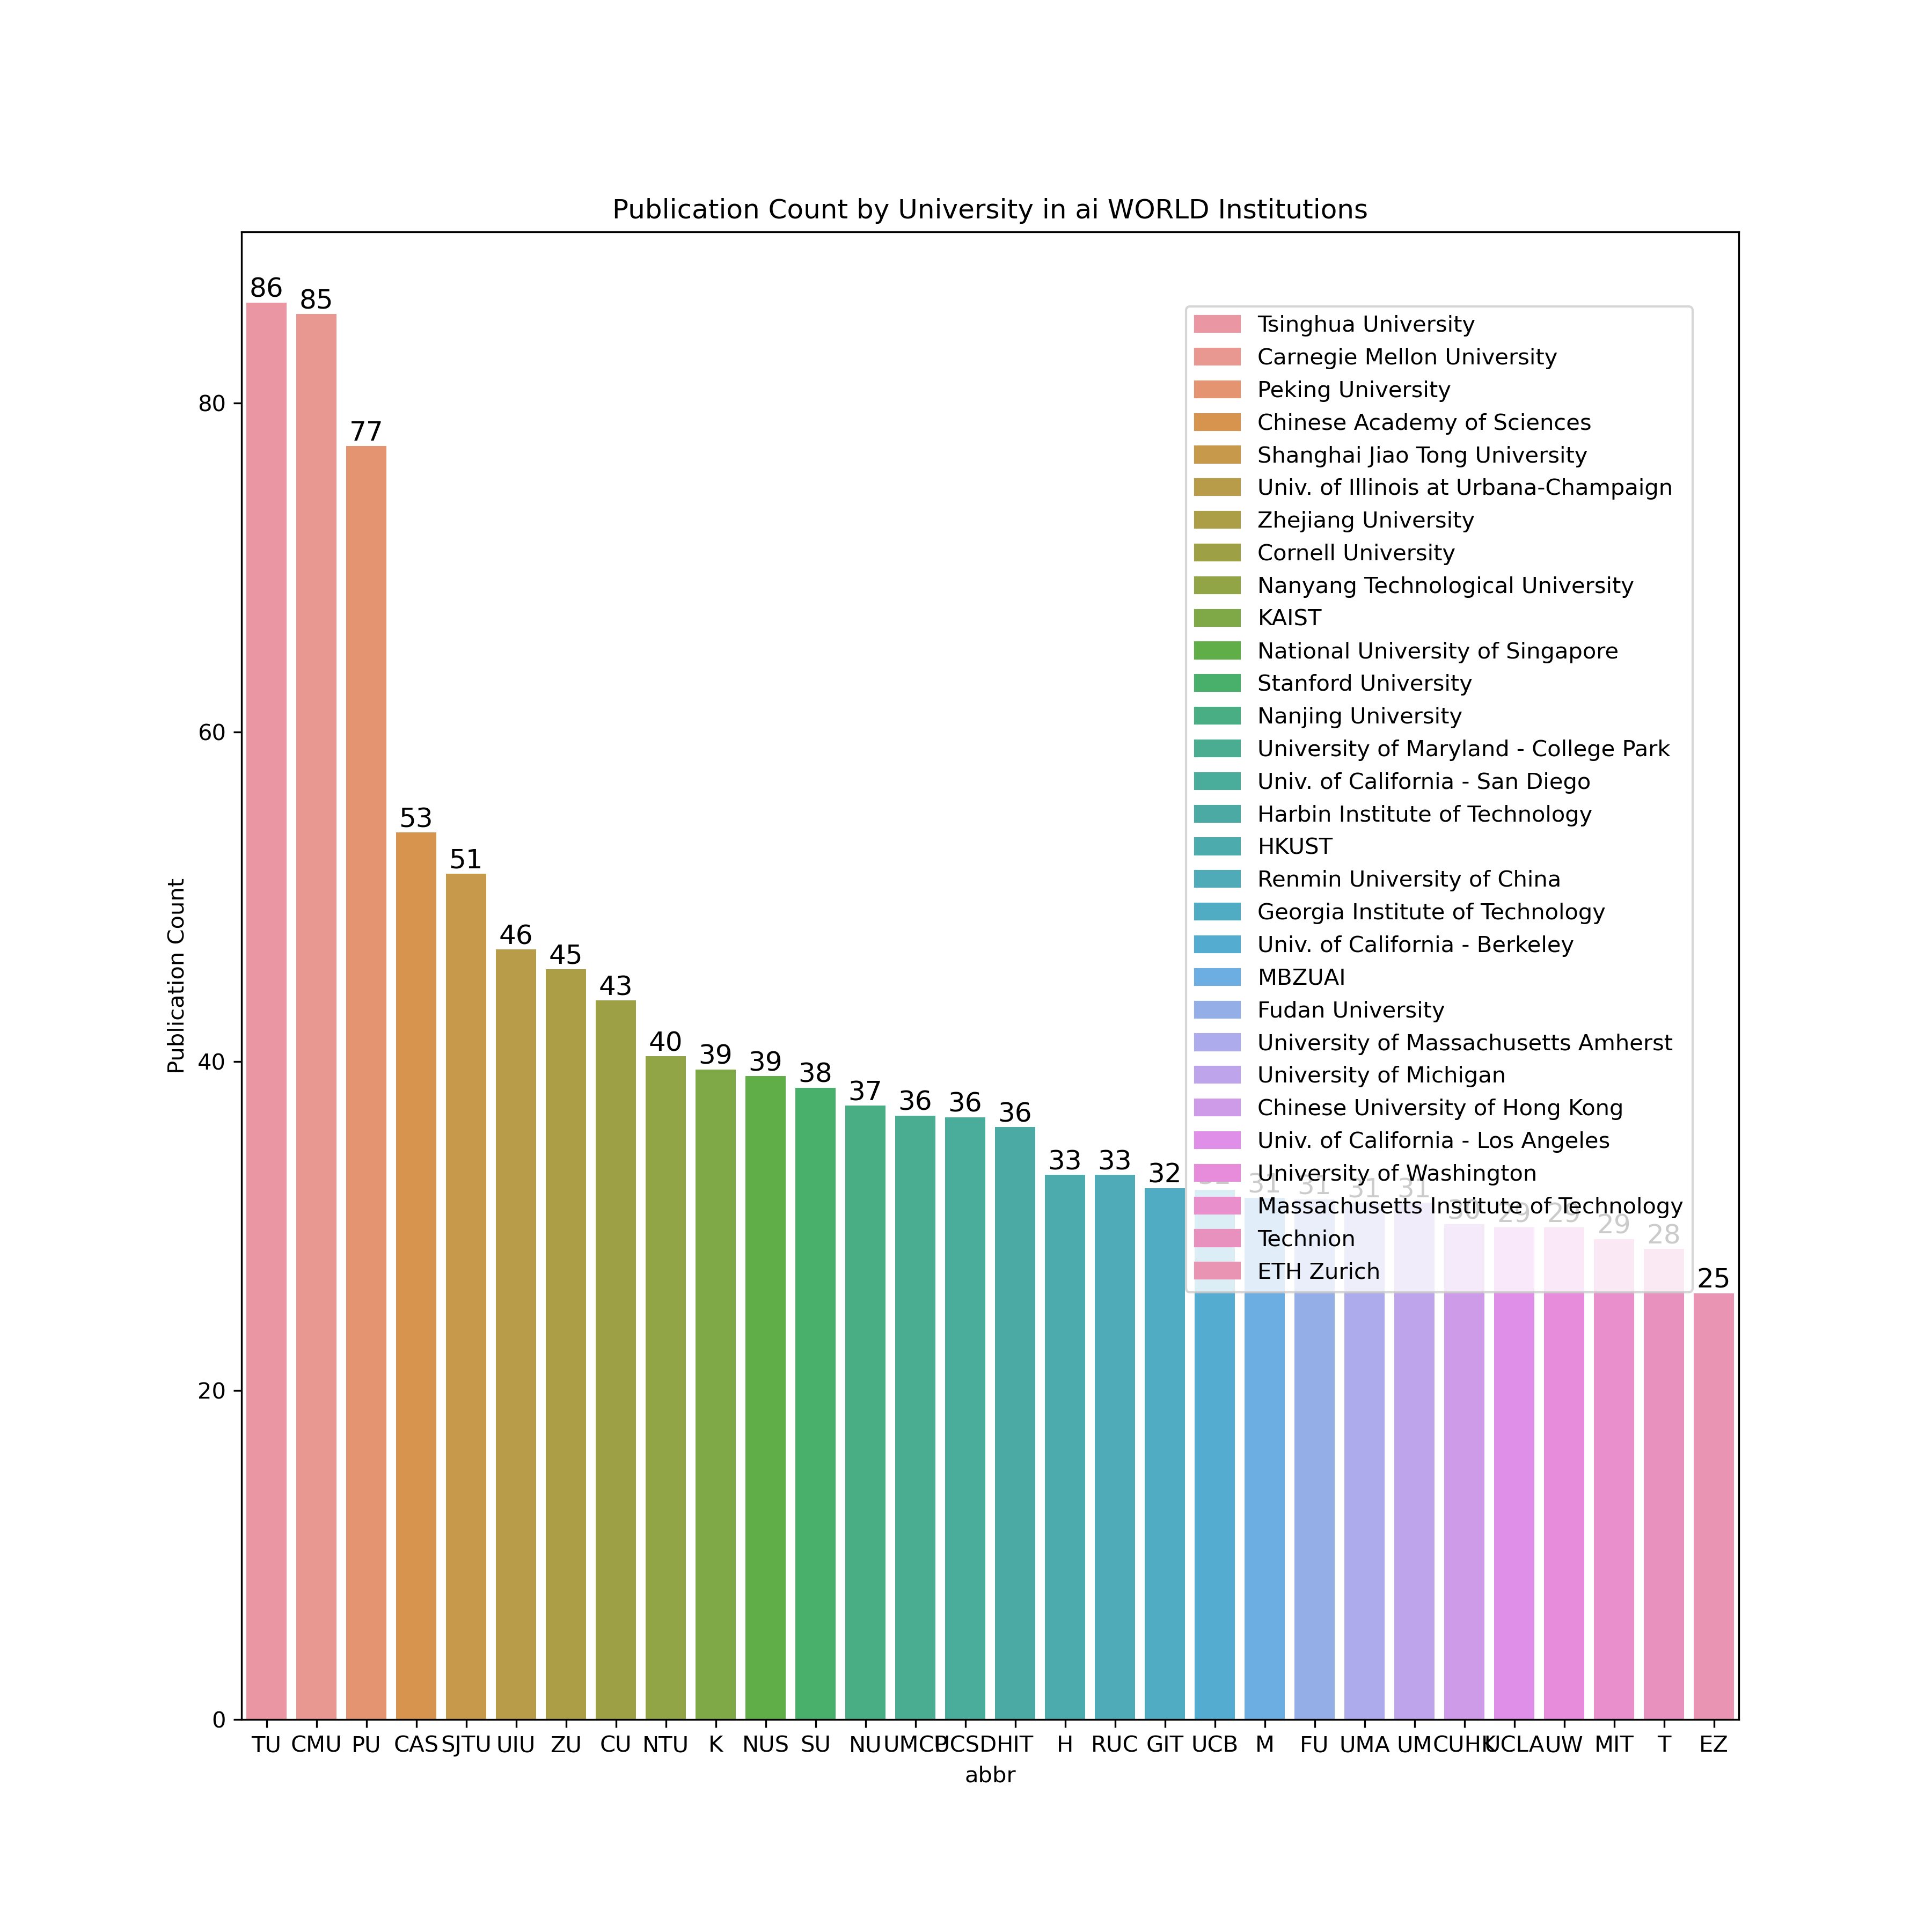 Publication Count by University in ai WORLD Institutions
86
85
77
53
51
46
45
43
40
39
39
38
37
36
36
36
33
33
32
32
31
31
31
31
30
29
29
29
28
25
Tsinghua University
Carnegie Mellon University
Peking University
Chinese Academy of Sciences
Shanghai Jiao Tong University
Univ. of Illinois at Urbana-Champaign
Zhejiang University
Cornell University
Nanyang Technological University
KAIST
National University of Singapore
Stanford University
Nanjing University
University of Maryland - College Park
Univ. of California - San Diego
Harbin Institute of Technology
HKUST
Renmin University of China
Georgia Institute of Technology
Univ. of California - Berkeley
MBZUAI
Fudan University
University of Massachusetts Amherst
University of Michigan
Chinese University of Hong Kong
Univ. of California - Los Angeles
University of Washington
Massachusetts Institute of Technology
Technion
ETH Zurich
Publication Count
80
60
40
20
0
TU CMU PU CAS SJTU UIU ZU CU NTU K NUS SU NU UMCP UCSD HIT H RUC GIT UCB M FU UMA UM CUHK UCLA UW MIT T EZ
abbr